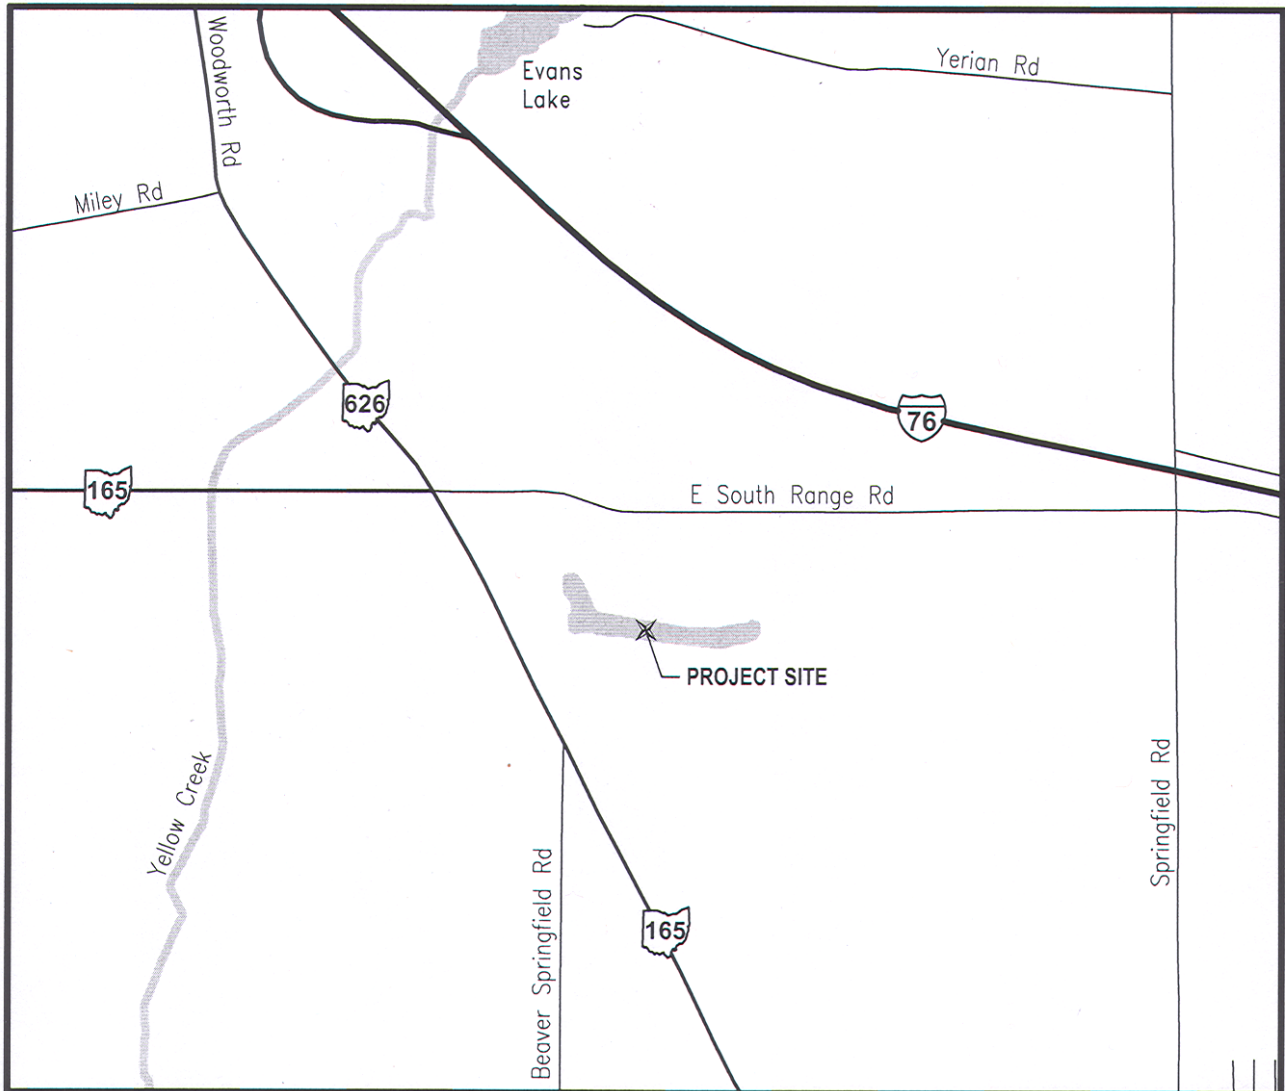 Woodworth Rd
Evans
Lake
Yerian Rd
Miley Rd
626
76
165
E South Range Rd
PROJECT SITE
Yellow Creek
Springfield Rd
Beaver Springfield Rd
165